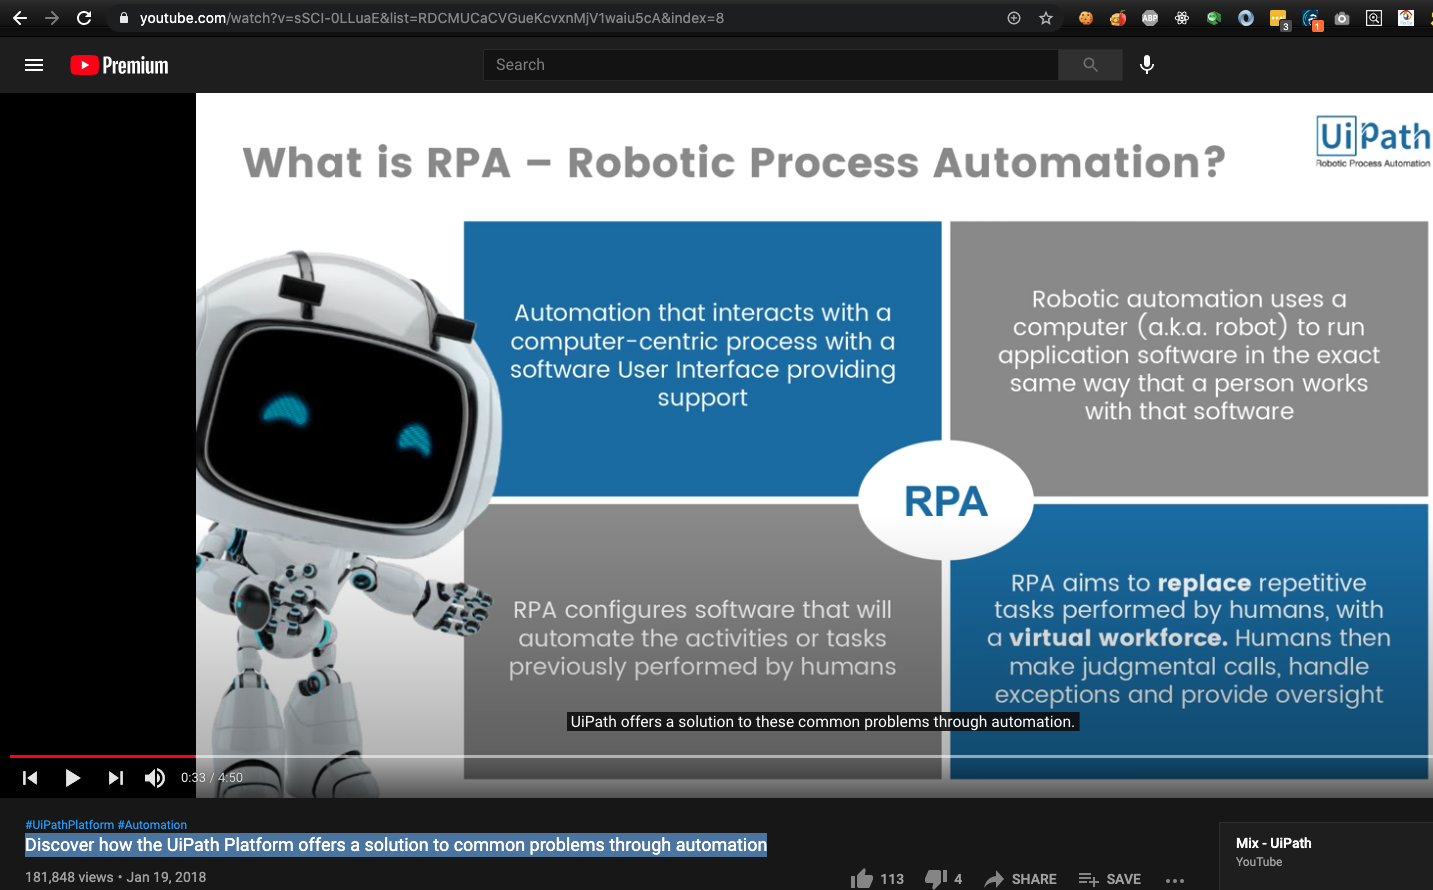 youtube.com/watch?v=sSCI-0LLuaE&list=RDCMUCaCVGueKcvxnMjV1waiu5cA&index=8
ABP
3
1
Premium
Search
UiPath
Robotic Process Automation
What is RPA – Robotic Process Automation?
Automation that interacts with a
computer-centric process with a
software User Interface providing
support
Robotic automation uses a
computer (a.k.a. robot) to run
application software in the exact
same way that a person works
with that software
RPA
RPA configures software that will
automate the activities or tasks
previously performed by humans
RPA aims to replace repetitive
tasks performed by humans, with
a virtual workforce. Humans then
make judgmental calls, handle
exceptions and provide oversight
UiPath offers a solution to these common problems through automation.
0:33 / 4:50
#UiPathPlatform #Automation
Discover how the UiPath Platform offers a solution to common problems through automation
181,848 views • Jan 19, 2018
113
4
SHARE
SAVE
Mix - UiPath
YouTube